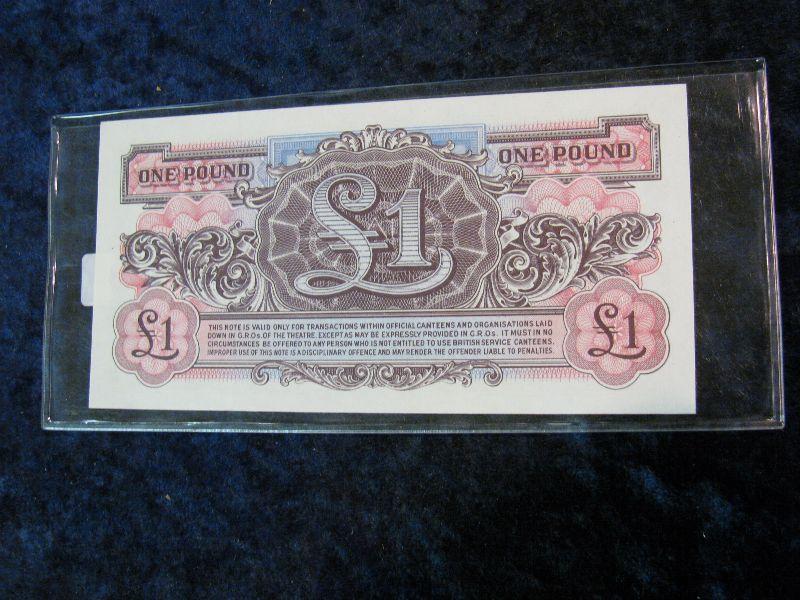 ONE POUND
ONE POUND
£1
£1
£1
THIS NOTE IS VALID ONLY FOR TRANSACTIONS WITHIN OFFICIAL CANTEENS AND ORGANISATIONS LAID
DOWN IN G.R.Os. OF THE THEATRE. EXCEPT AS MAY BE EXPRESSLY PROVIDED IN G.R.Os. IT MUST IN NO
CIRCUMSTANCES BE OFFERED TO ANY PERSON WHO IS NOT ENTITLED TO USE BRITISH SERVICE CANTEENS.
IMPROPER USE OF THIS NOTE IS A DISCIPLINARY OFFENCE AND MAY RENDER THE OFFENDER LIABLE TO PENALTIES.